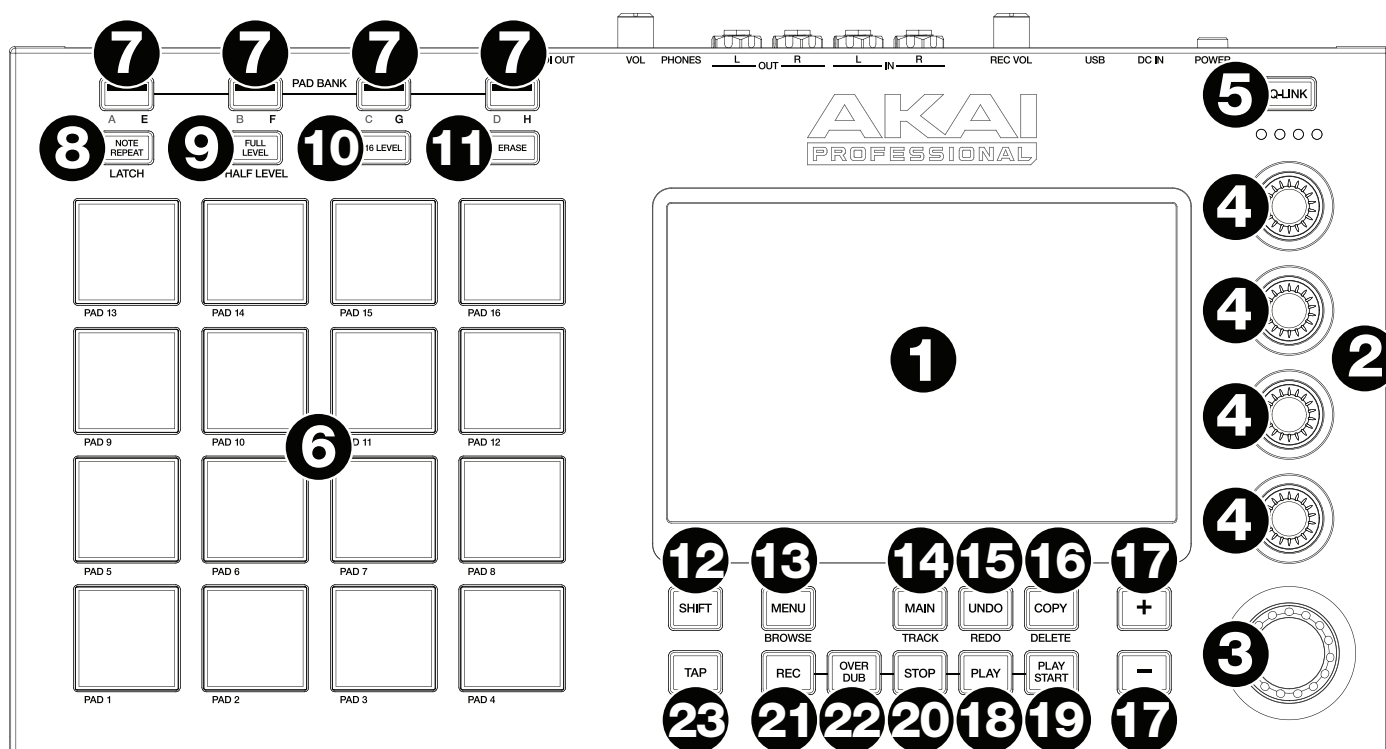 7 7 7 7
DI OUT VOL PHONES L OUT R L IN R REC VOL USB DC IN POWER
PAD BANK
5 Q-LINK
A E B F C G D H
AKAI
PROFESSIONAL
8 NOTE REPEAT 9 FULL LEVEL 10 16 LEVEL 11 ERASE
LATCH HALF LEVEL
4
PAD 13 PAD 14 PAD 15 PAD 16
4
1
2
4
PAD 9 PAD 10 6 11 PAD 12
4
PAD 5 PAD 6 PAD 7 PAD 8
12 13 14 15 16 17
SHIFT MENU MAIN UNDO COPY +
BROWSE TRACK REDO DELETE
3
TAP REC OVER DUB STOP PLAY PLAY START −
PAD 1 PAD 2 PAD 3 PAD 4
23 21 22 20 18 19 17